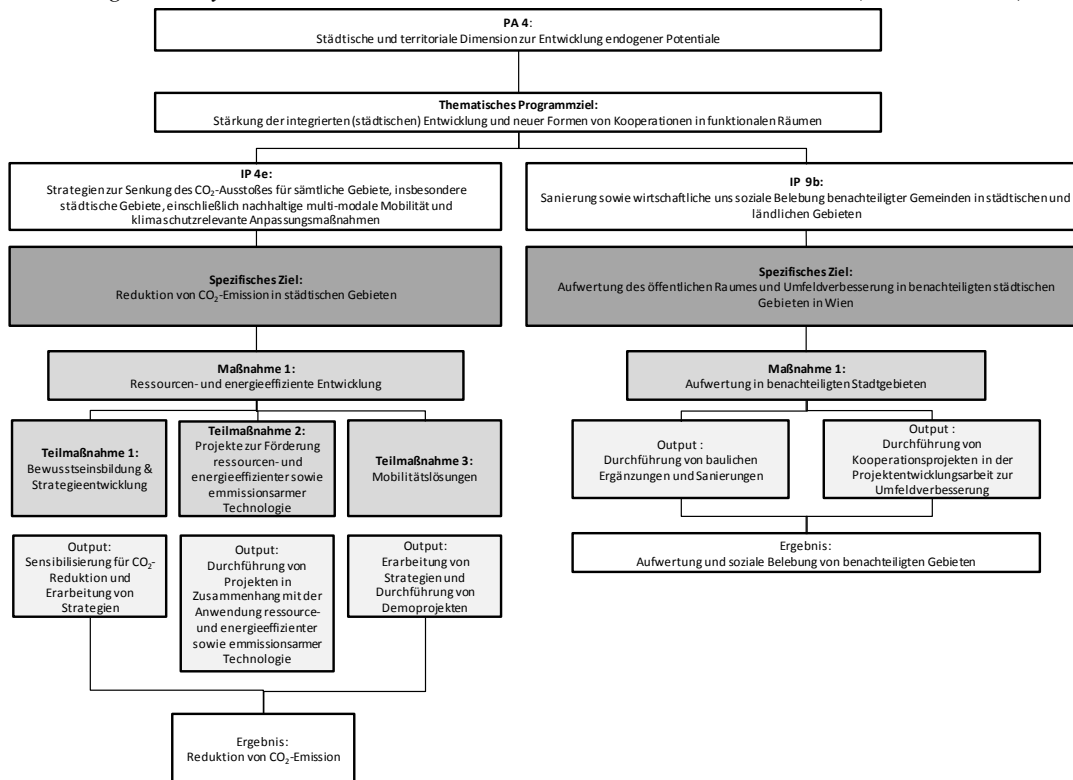 PA 4:
Städtische und territoriale Dimension zur Entwicklung endogener Potentiale
Thematisches Programmziel:
Stärkung der integrierten (städtischen) Entwicklung und neuer Formen von Kooperationen in funktionalen Räumen
IP 4e:
Strategien zur Senkung des CO₂-Ausstoßes für sämtliche Gebiete, insbesondere
städtische Gebiete, einschließlich nachhaltige multi-modale Mobilität und
klimaschutzrelevante Anpassungsmaßnahmen
IP 9b:
Sanierung sowie wirtschaftliche uns soziale Belebung benachteiligter Gemeinden in städtischen und
ländlichen Gebieten
Spezifisches Ziel:
Reduktion von CO₂-Emission in städtischen Gebieten
Spezifisches Ziel:
Aufwertung des öffentlichen Raumes und Umfeldverbesserung in benachteiligten städtischen
Gebieten in Wien
Maßnahme 1:
Ressourcen- und energieeffiziente Entwicklung
Maßnahme 1:
Aufwertung in benachteiligten Stadtgebieten
Teilmaßnahme 1:
Bewusstseinsbildung &
Strategieentwicklung
Teilmaßnahme 2:
Projekte zur Förderung
ressourcen- und
energieeffizienter sowie
emmissionsarmer
Technologie
Teilmaßnahme 3:
Mobilitätslösungen
Output :
Durchführung von baulichen
Ergänzungen und Sanierungen
Output :
Durchführung von
Kooperationsprojekten in der
Projektentwicklungsarbeit zur
Umfeldverbesserung
Output:
Sensibilisierung für CO₂-
Reduktion und
Erarbeitung von
Strategien
Output:
Durchführung von
Projekten in
Zusammenhang mit der
Anwendung ressource-
und energieeffizienter
sowie emmissionsarmer
Technologie
Output:
Erarbeitung von
Strategien und
Durchführung von
Demoprojekten
Ergebnis:
Aufwertung und soziale Belebung von benachteiligten Gebieten
Ergebnis:
Reduktion von CO₂-Emission